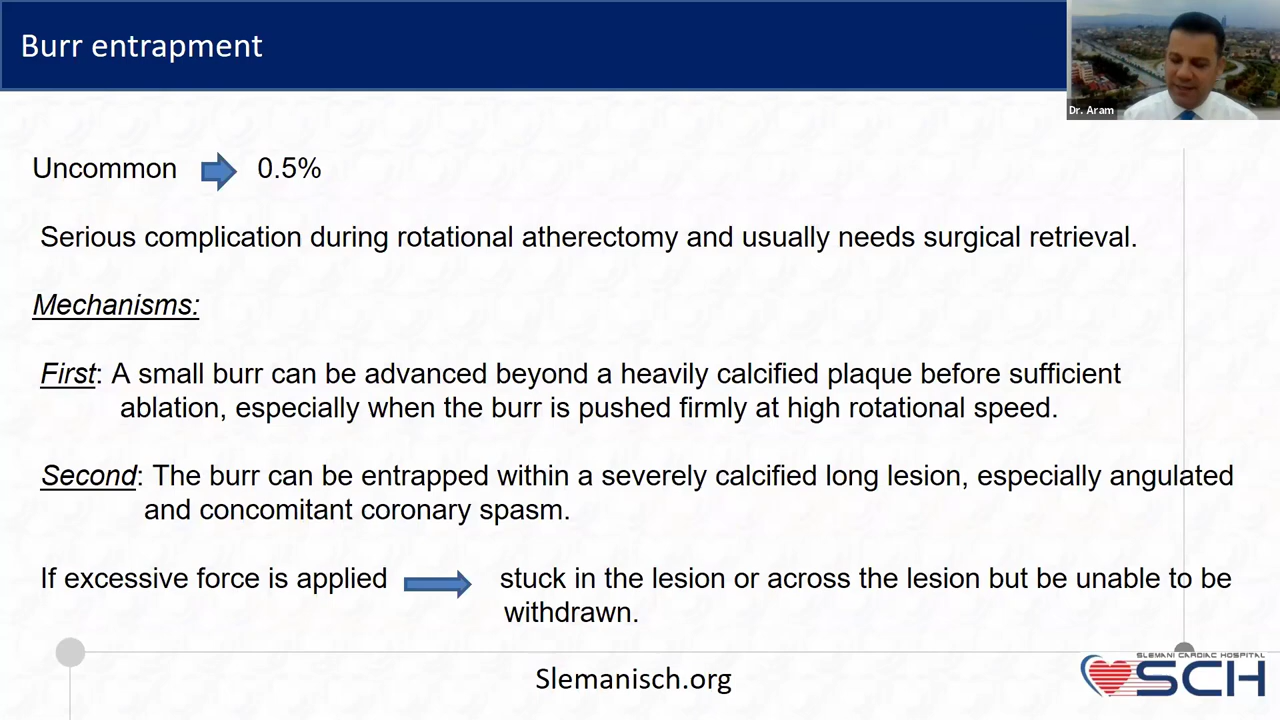 Burr entrapment
Dr. Aram
Uncommon 0.5%
Serious complication during rotational atherectomy and usually needs surgical retrieval.
Mechanisms:
First: A small burr can be advanced beyond a heavily calcified plaque before sufficient
ablation, especially when the burr is pushed firmly at high rotational speed.
Second: The burr can be entrapped within a severely calcified long lesion, especially angulated
and concomitant coronary spasm.
If excessive force is applied stuck in the lesion or across the lesion but be unable to be
withdrawn.
Slemanisch.org
SLEMANI CARDIAC HOSPITAL
SCH